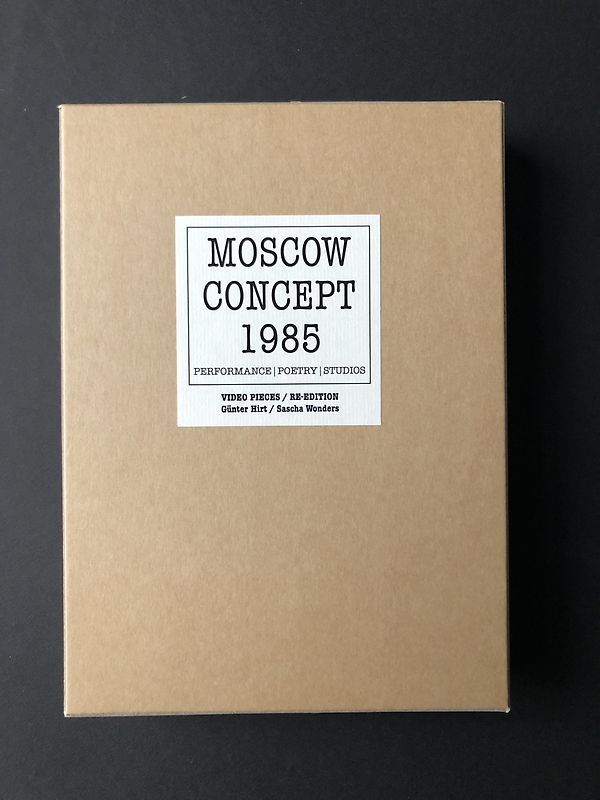 MOSCOW
CONCEPT
1985
PERFORMANCE | POETRY | STUDIOS
VIDEO PIECES / RE-EDITION
Günter Hirt / Sascha Wonders